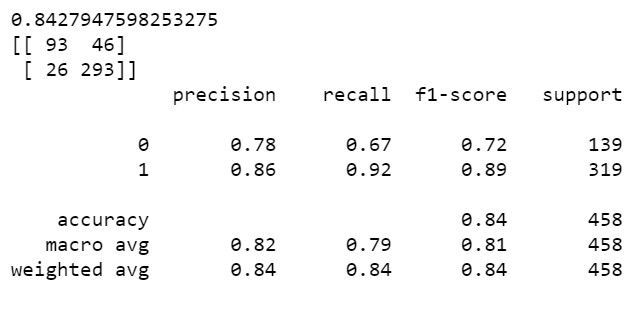 0.8427947598253275
[[ 93  46]
 [ 26 293]]
              precision    recall  f1-score   support

           0       0.78      0.67      0.72       139
           1       0.86      0.92      0.89       319

    accuracy                           0.84       458
   macro avg       0.82      0.79      0.81       458
weighted avg       0.84      0.84      0.84       458